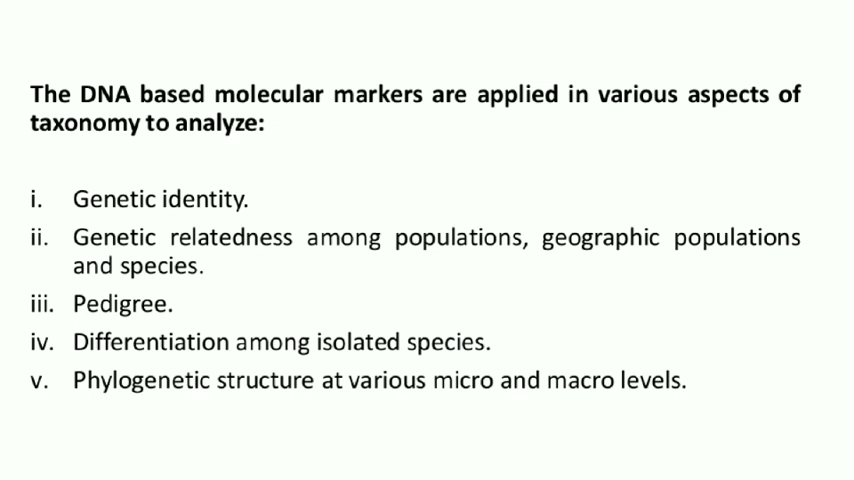 The DNA based molecular markers are applied in various aspects of
taxonomy to analyze:
i. Genetic identity.
ii. Genetic relatedness among populations, geographic populations
and species.
iii. Pedigree.
iv. Differentiation among isolated species.
v. Phylogenetic structure at various micro and macro levels.